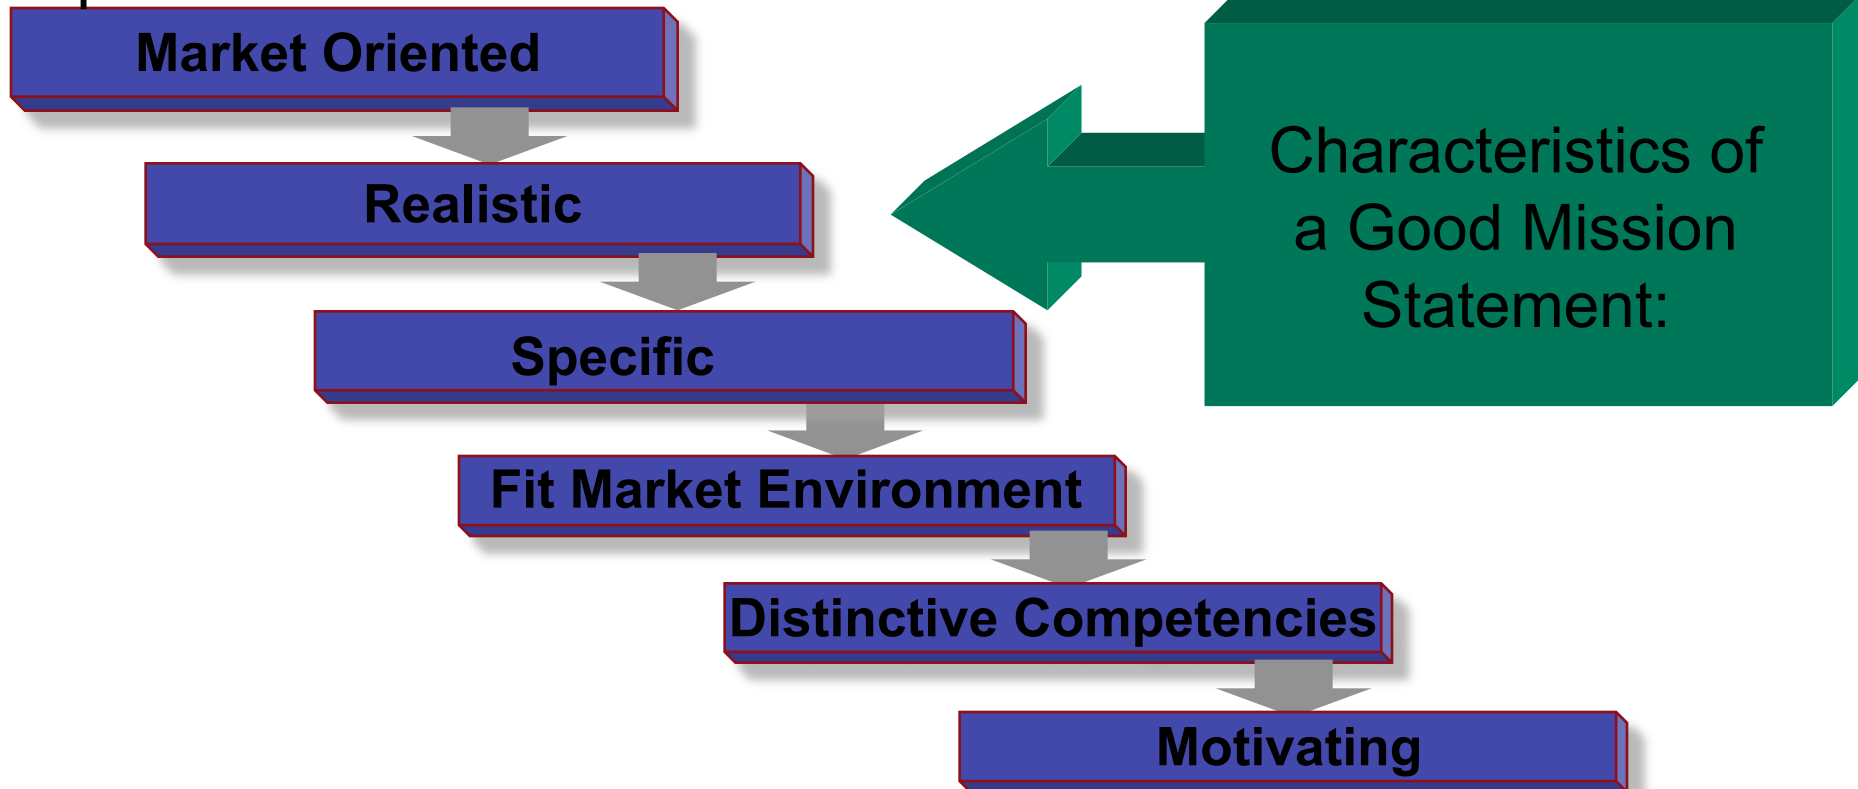 Market Oriented
Realistic
Specific
Fit Market Environment
Distinctive Competencies
Motivating
Characteristics of
a Good Mission
Statement: